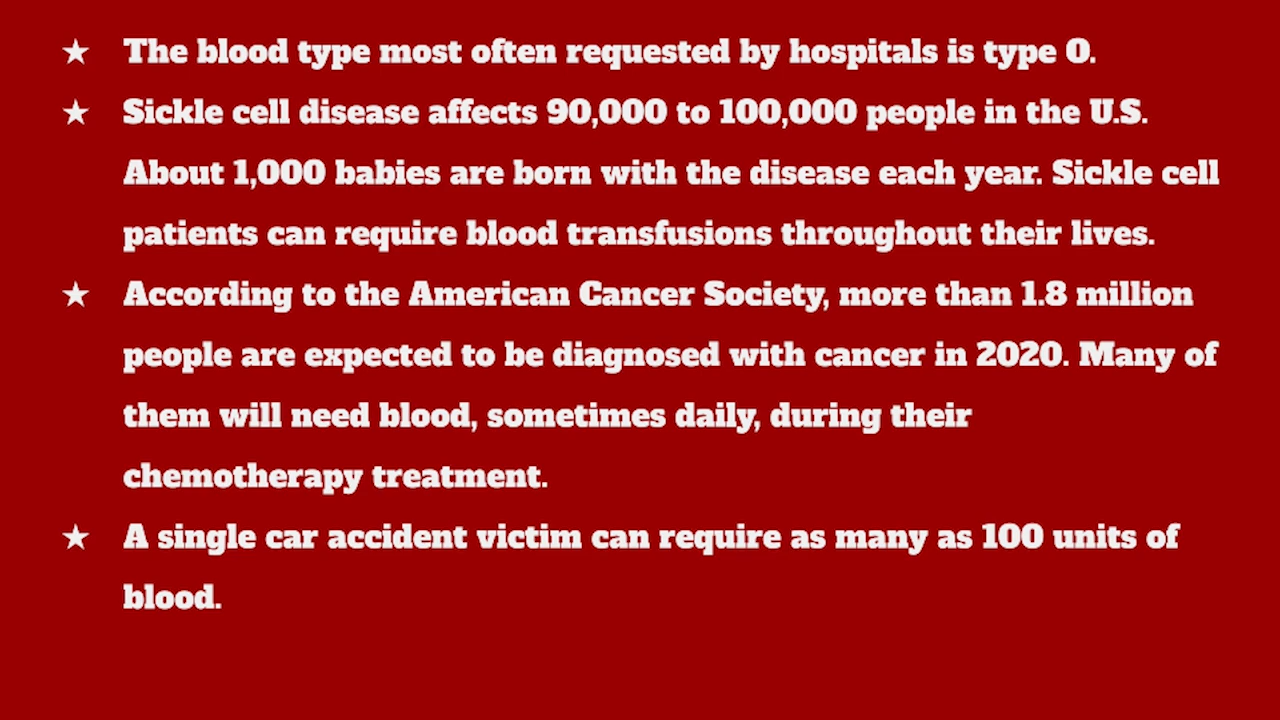 ★ The blood type most often requested by hospitals is type O.
★ Sickle cell disease affects 90,000 to 100,000 people in the U.S.
About 1,000 babies are born with the disease each year. Sickle cell
patients can require blood transfusions throughout their lives.
★ According to the American Cancer Society, more than 1.8 million
people are expected to be diagnosed with cancer in 2020. Many of
them will need blood, sometimes daily, during their
chemotherapy treatment.
★ A single car accident victim can require as many as 100 units of
blood.